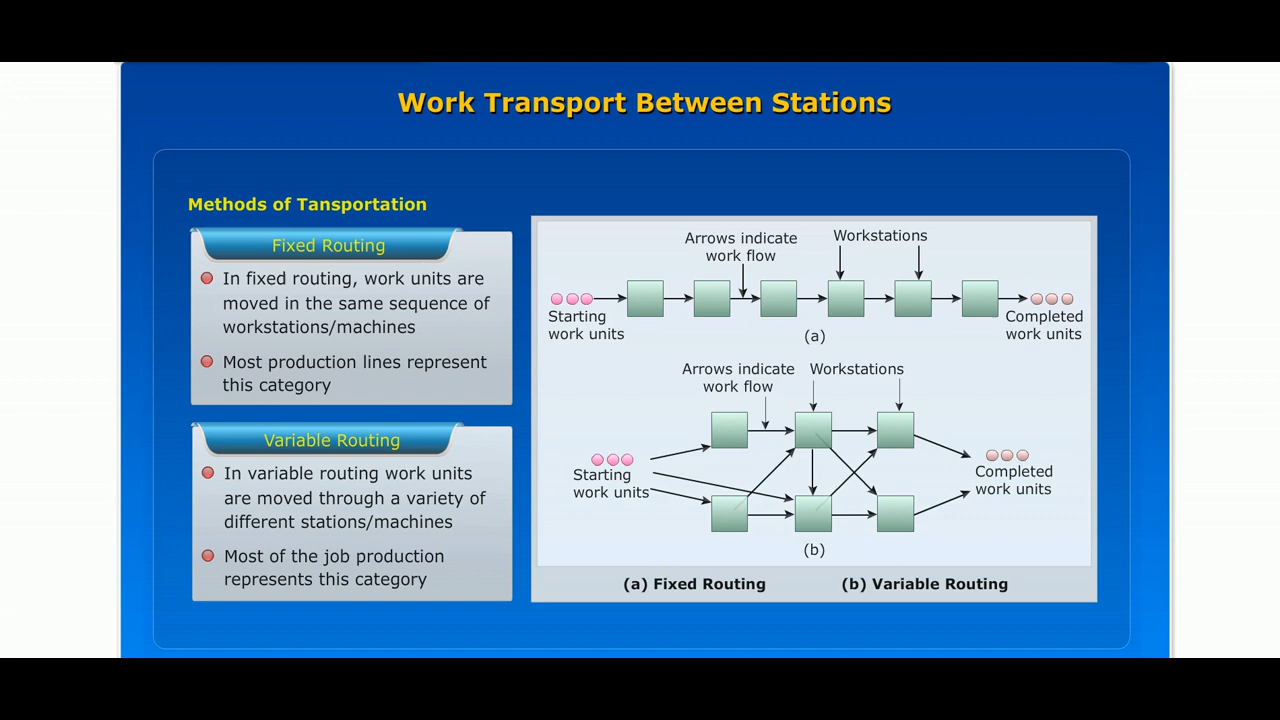 Work Transport Between Stations
Methods of Tansportation
Fixed Routing
In fixed routing, work units are
moved in the same sequence of
workstations/machines
Most production lines represent
this category
Variable Routing
In variable routing work units
are moved through a variety of
different stations/machines
Most of the job production
represents this category
Arrows indicate
work flow
Workstations
Starting
work units
Completed
work units
(a)
Arrows indicate
work flow
Workstations
Starting
work units
Completed
work units
(b)
(a) Fixed Routing
(b) Variable Routing